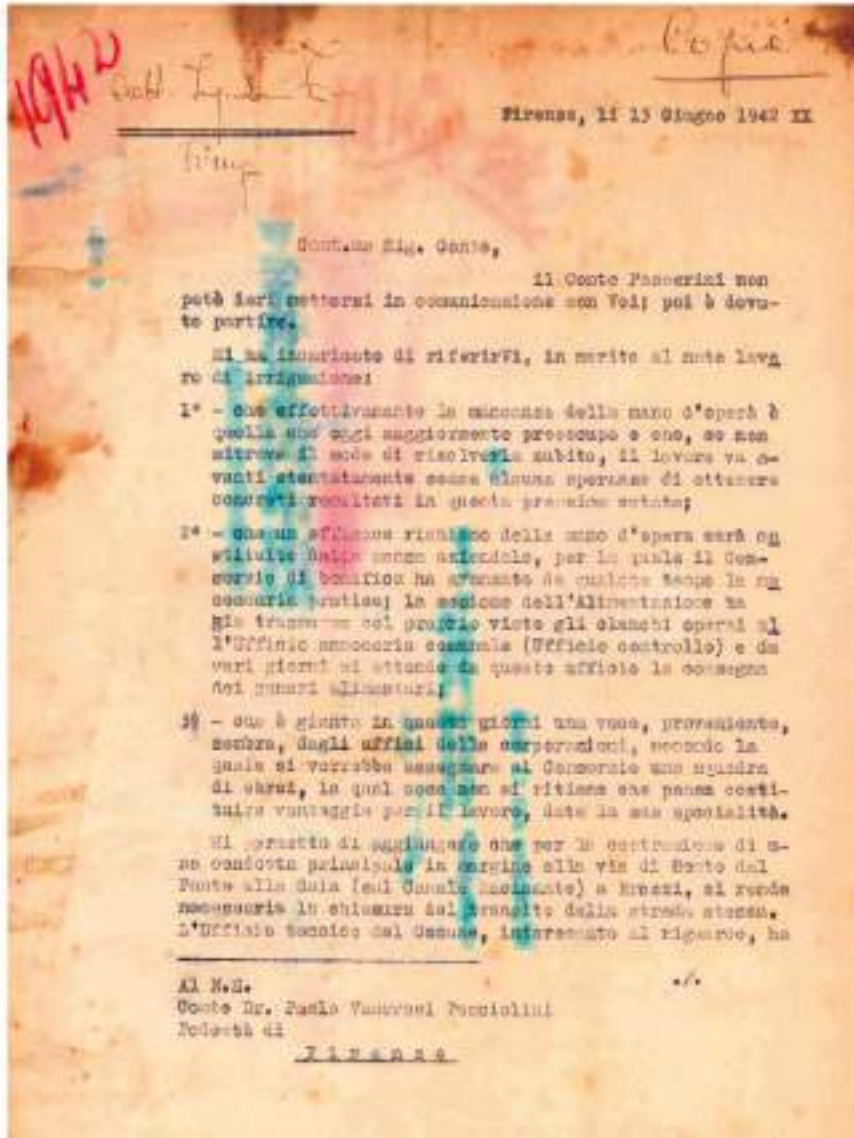 Copia
1942
Firenze, li 13 Giugno 1942 XX
Gent.mo Sig. Conte,
il Conte Passerini non
potè ieri mettersi in comunicazione con Voi; poi è dovu-
to partire.
Mi ha incaricato di riferirVi, in merito al noto lavo
ro di irrigazione:
1° - che effettivamente la mancanza della mano d'opera è
quella che oggi maggiormente preoccupa e che, se non
si trova il modo di risolverla subito, il lavoro va a-
vanti stentatamente senza alcuna speranza di ottenere
concreti resultati in questa prossima estate;
2° - che un efficace richiamo della mano d'opera sarà co
stituito dalla mensa aziendale, per la quale il Con-
sorzio di bonifica ha avanzato da qualche tempo la ne
cessaria pratica; la sezione dell'Alimentazione ha
già trasmesso col proprio visto gli elenchi operai al
l'Ufficio annonaria comunale (Ufficio controllo) e da
vari giorni si attende da questo ufficio la consegna
dei generi alimentari;
3° - che è giunta in questi giorni una voce, proveniente,
sembra, dagli uffici delle corporazioni, secondo la
quale si vorrebbe assegnare al Consorzio una squadra
di ebrei, la qual cosa non si ritiene che possa costi-
tuire vantaggio per il lavoro, data la sua specialità.
Mi permetto di aggiungere che per la costruzione di u-
na condotta principale in margine alla via di
Ponte alla (sul Canale Macinante) a Brozzi, si rende
necessaria la chiusura del transito della strada stessa.
L'Ufficio tecnico del Comune, interessato al riguardo, ha
./.
Al N.H.
Conte Dr. Paolo
Podestà di
Firenze